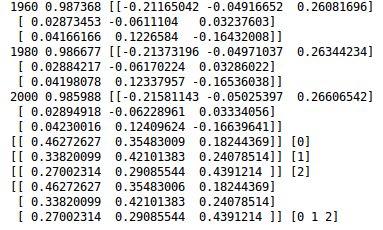 1960 0.987368 [[-0.21165042 -0.04916652 0.26081696]
[ 0.02873453 -0.0611104 0.03237603]
[ 0.04166166 0.1226584 -0.16432008]]
1980 0.986677 [[-0.21373196 -0.04971037 0.26344234]
[ 0.02884217 -0.06170174 0.03286022]
[ 0.04198078 0.12337957 -0.16536038]]
2000 0.985988 [[-0.21581143 -0.05025397 0.26606542]
[ 0.02894918 -0.06228961 0.03334056]
[ 0.04230016 0.12409624 -0.16639641]]
[[ 0.46272627 0.35483009 0.18244369]] [0]
[[ 0.33820099 0.42101383 0.24078514]] [1]
[[ 0.27002314 0.29085544 0.4391214 ]] [2]
[[ 0.46272627 0.35483006 0.18244369]
[ 0.33820099 0.42101383 0.24078514]
[ 0.27002314 0.29085544 0.4391214 ]] [0 1 2]